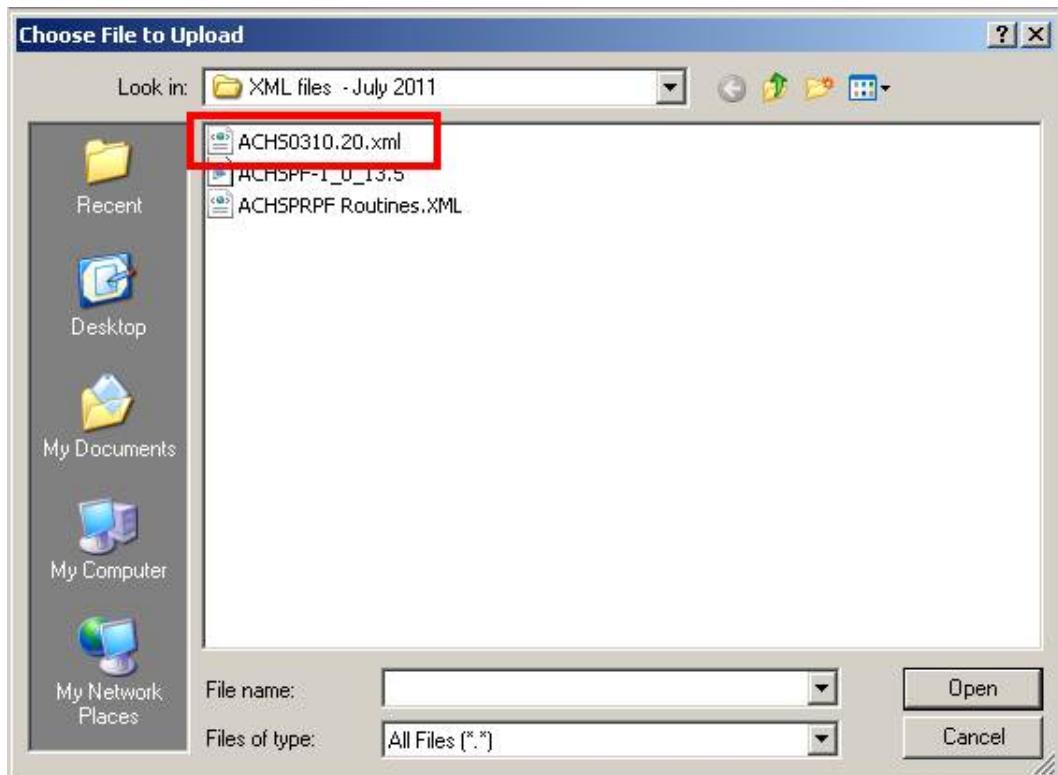 Choose File to Upload
Look in: XML files - July 2011
ACHS0310.20.xml
ACHSPF-1_0_13.5
ACHSPRPF Routines.XML
Recent
Desktop
My Documents
My Computer
My Network
Places
File name:
Open
Files of type: All Files (*.*)
Cancel